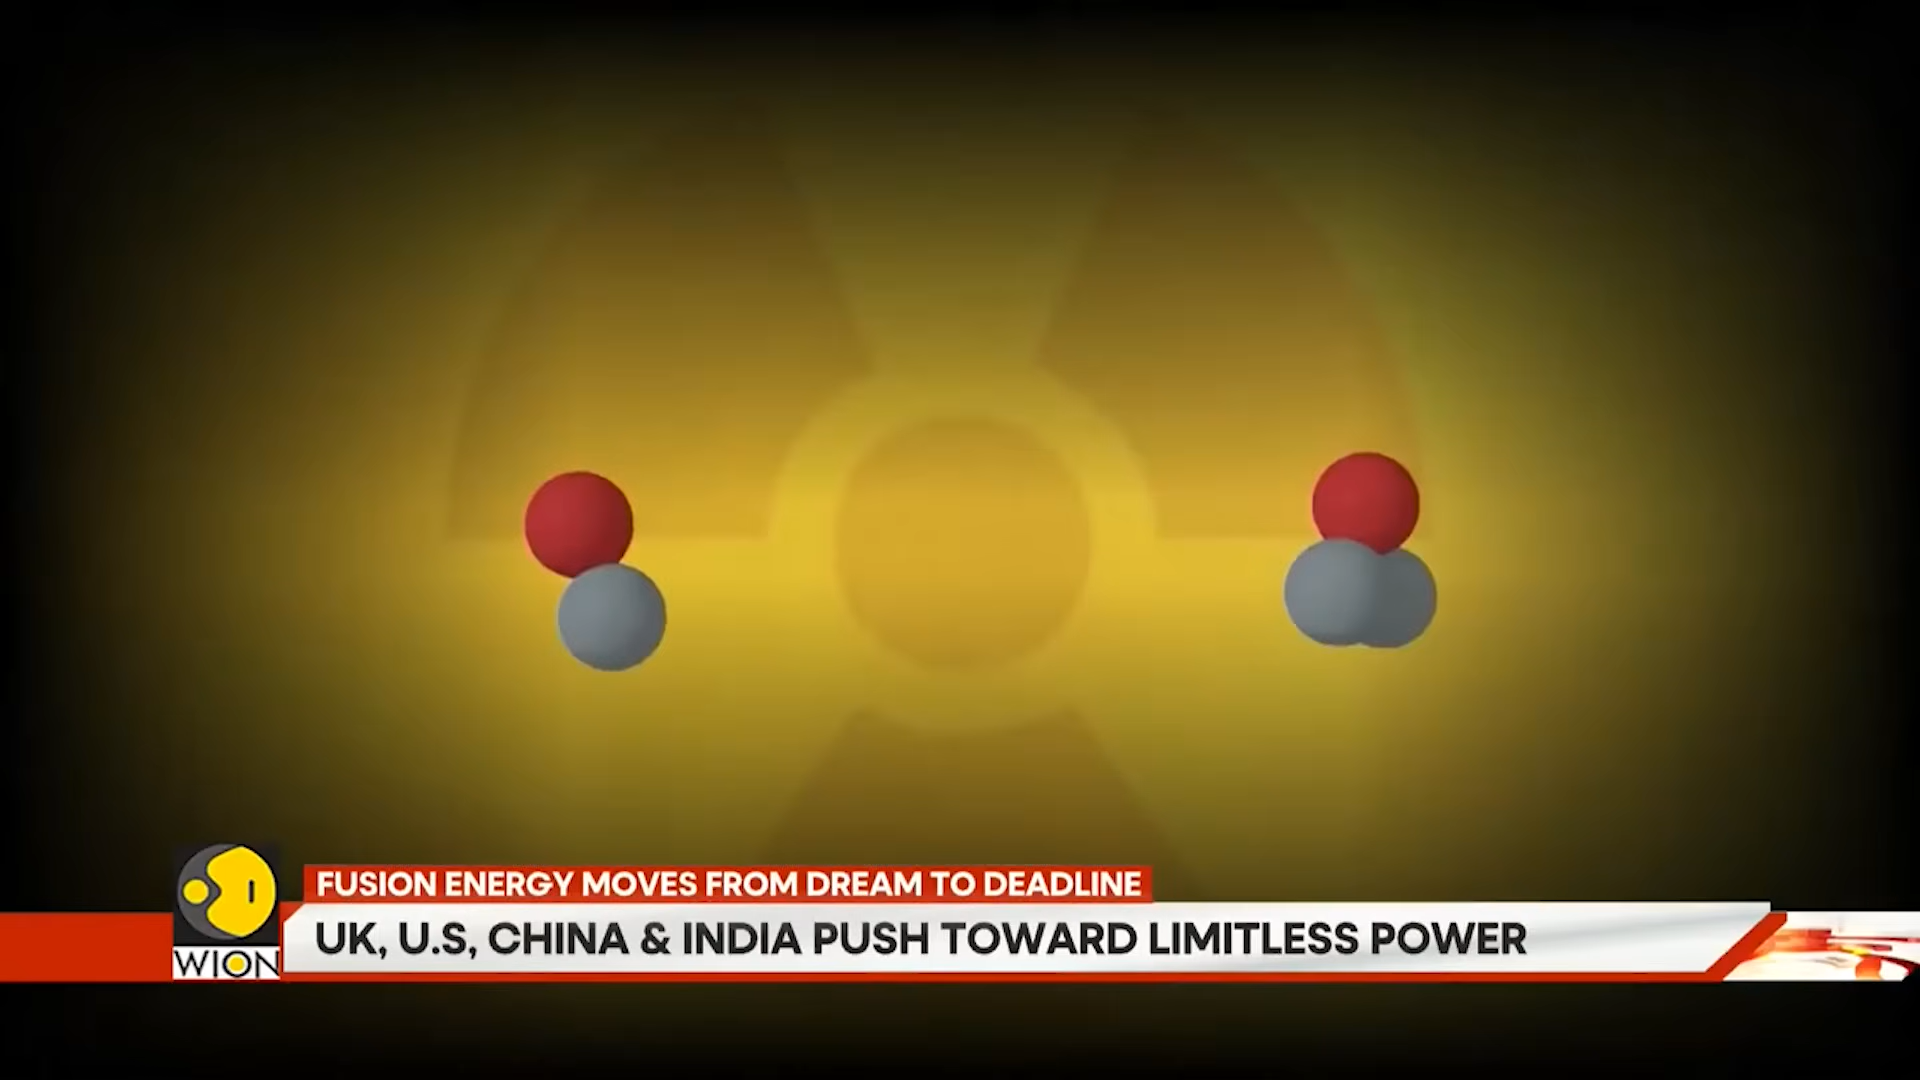 FUSION ENERGY MOVES FROM DREAM TO DEADLINE
UK, U.S, CHINA & INDIA PUSH TOWARD LIMITLESS POWER
WION